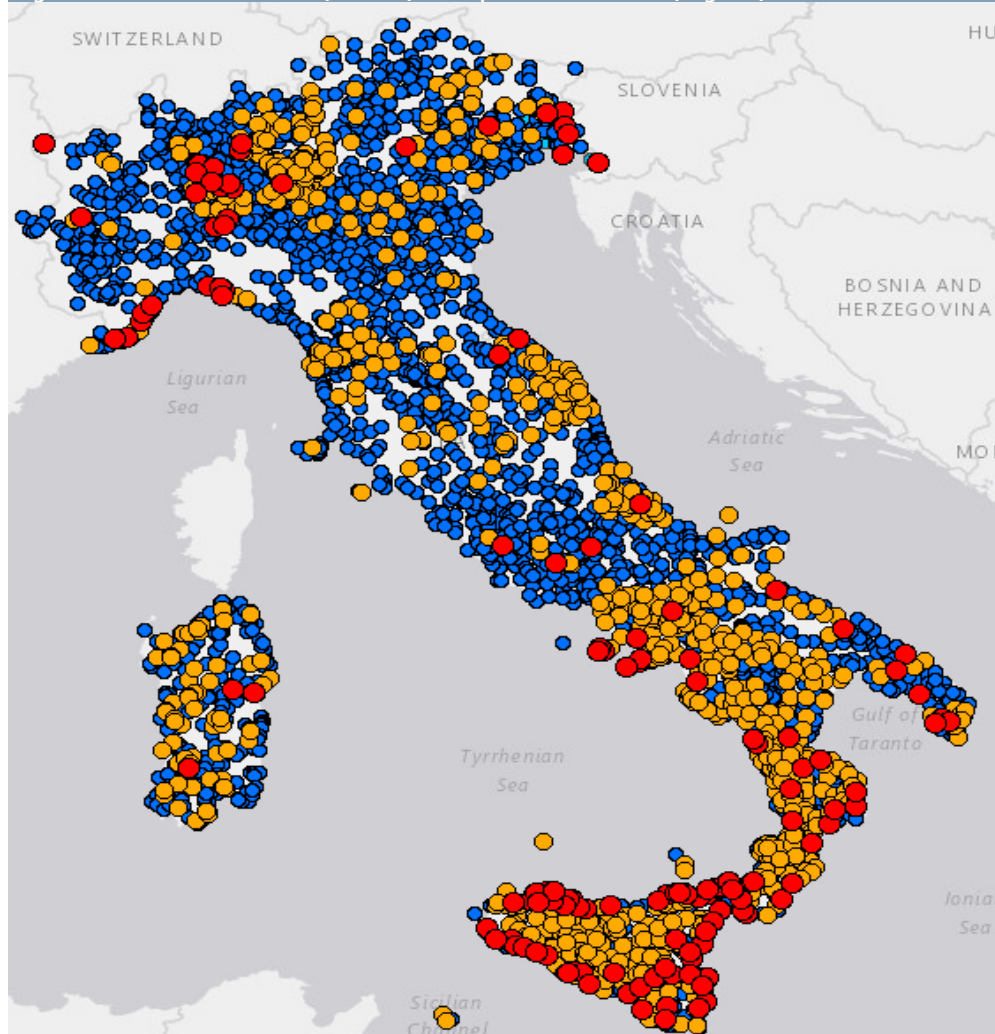 SWITZERLAND
HU
SLOVENIA
CROATIA
BOSNIA AND
HERZEGOVINA
Ligurian
Sea
Adriatic
Sea
MO
Gulf of
Taranto
Tyrrhenian
Sea
Ionia
Sea
Sicilian
Channel